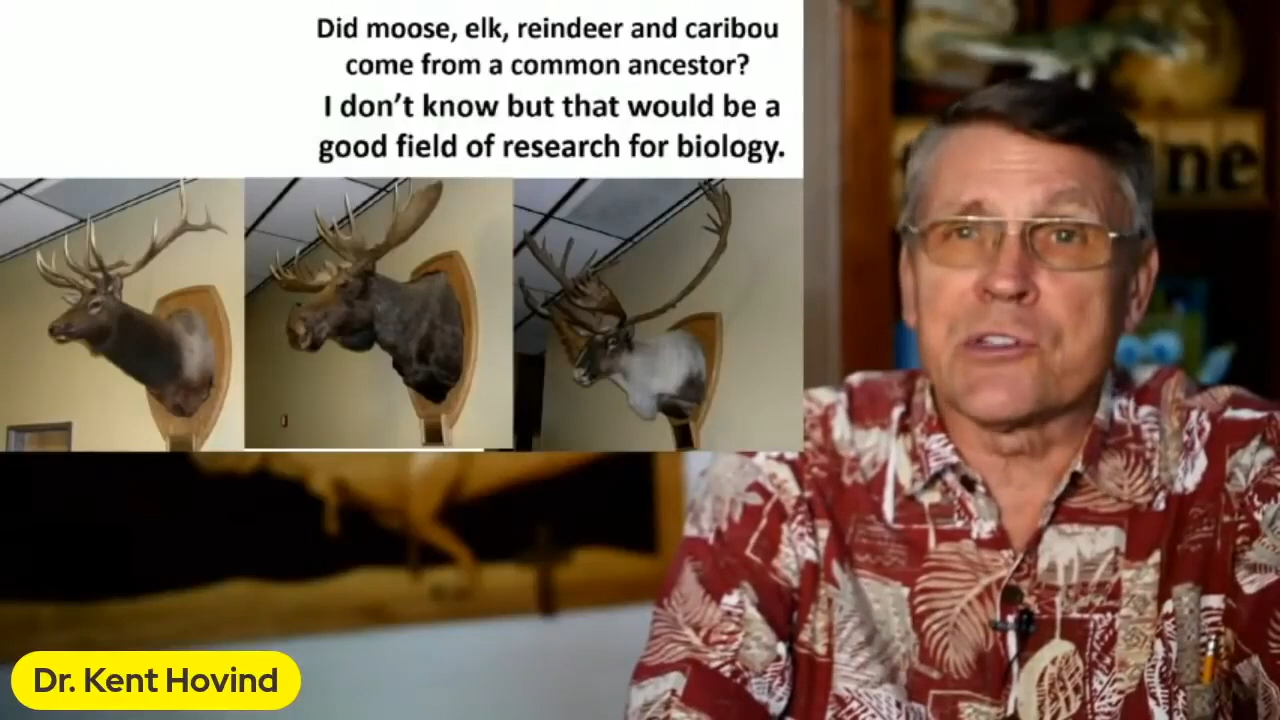 Did moose, elk, reindeer and caribou
come from a common ancestor?
I don't know but that would be a
good field of research for biology.
ne
Dr. Kent Hovind